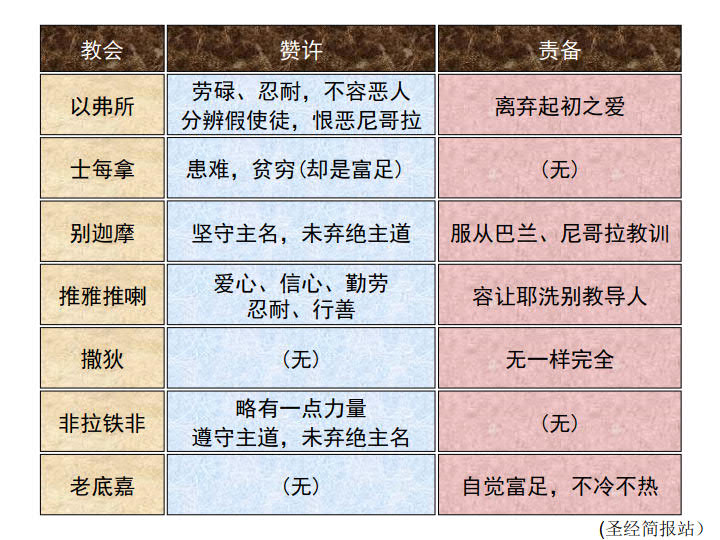 教会 赞许 责备
以弗所 劳碌、忍耐，不容恶人
分辨假使徒，恨恶尼哥拉 离弃起初之爱
士每拿 患难，贫穷(却是富足) (无)
别迦摩 坚守主名，未弃绝主道 服从巴兰、尼哥拉教训
推雅推喇 爱心、信心、勤劳
忍耐、行善 容让耶洗别教导人
撒狄 (无) 无一样完全
非拉铁非 略有一点力量
遵守主道，未弃绝主名 (无)
老底嘉 (无) 自觉富足，不冷不热
(圣经简报站）